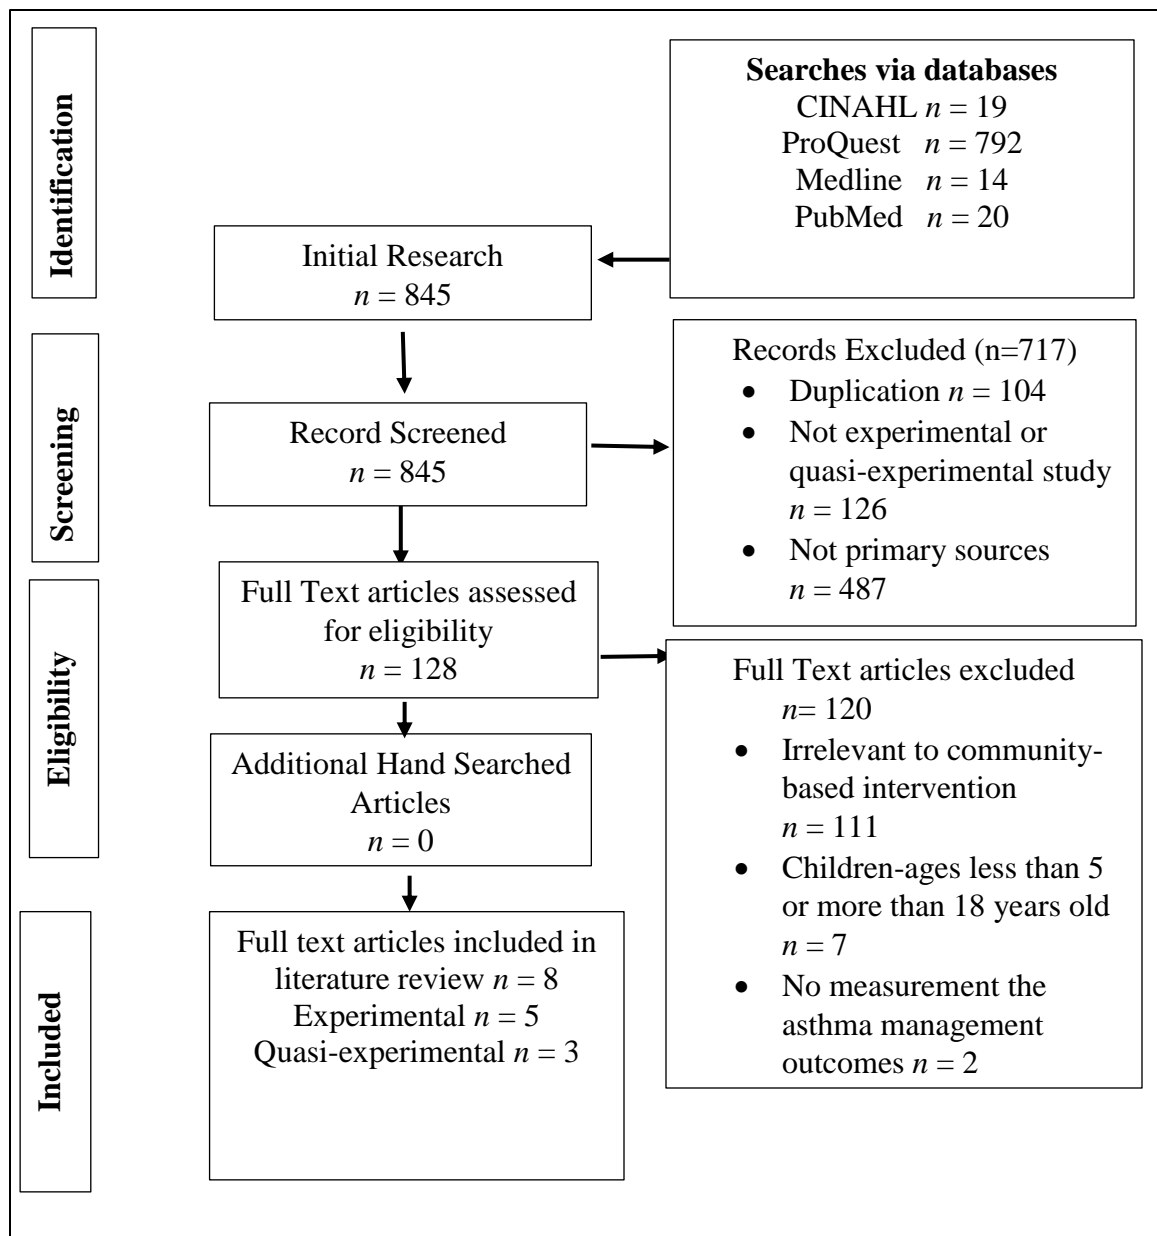 Identification
Searches via databases
CINAHL n = 19
ProQuest n = 792
Medline n = 14
PubMed n = 20
Initial Research
n = 845
Screening
Record Screened
n = 845
Records Excluded (n=717)
• Duplication n = 104
• Not experimental or
quasi-experimental study
n = 126
• Not primary sources
n = 487
Eligibility
Full Text articles assessed
for eligibility
n = 128
Additional Hand Searched
Articles
n = 0
Full Text articles excluded
n= 120
• Irrelevant to community-
based intervention
n = 111
• Children-ages less than 5
or more than 18 years old
n = 7
• No measurement the
asthma management
outcomes n = 2
Included
Full text articles included in
literature review n = 8
Experimental n = 5
Quasi-experimental n = 3